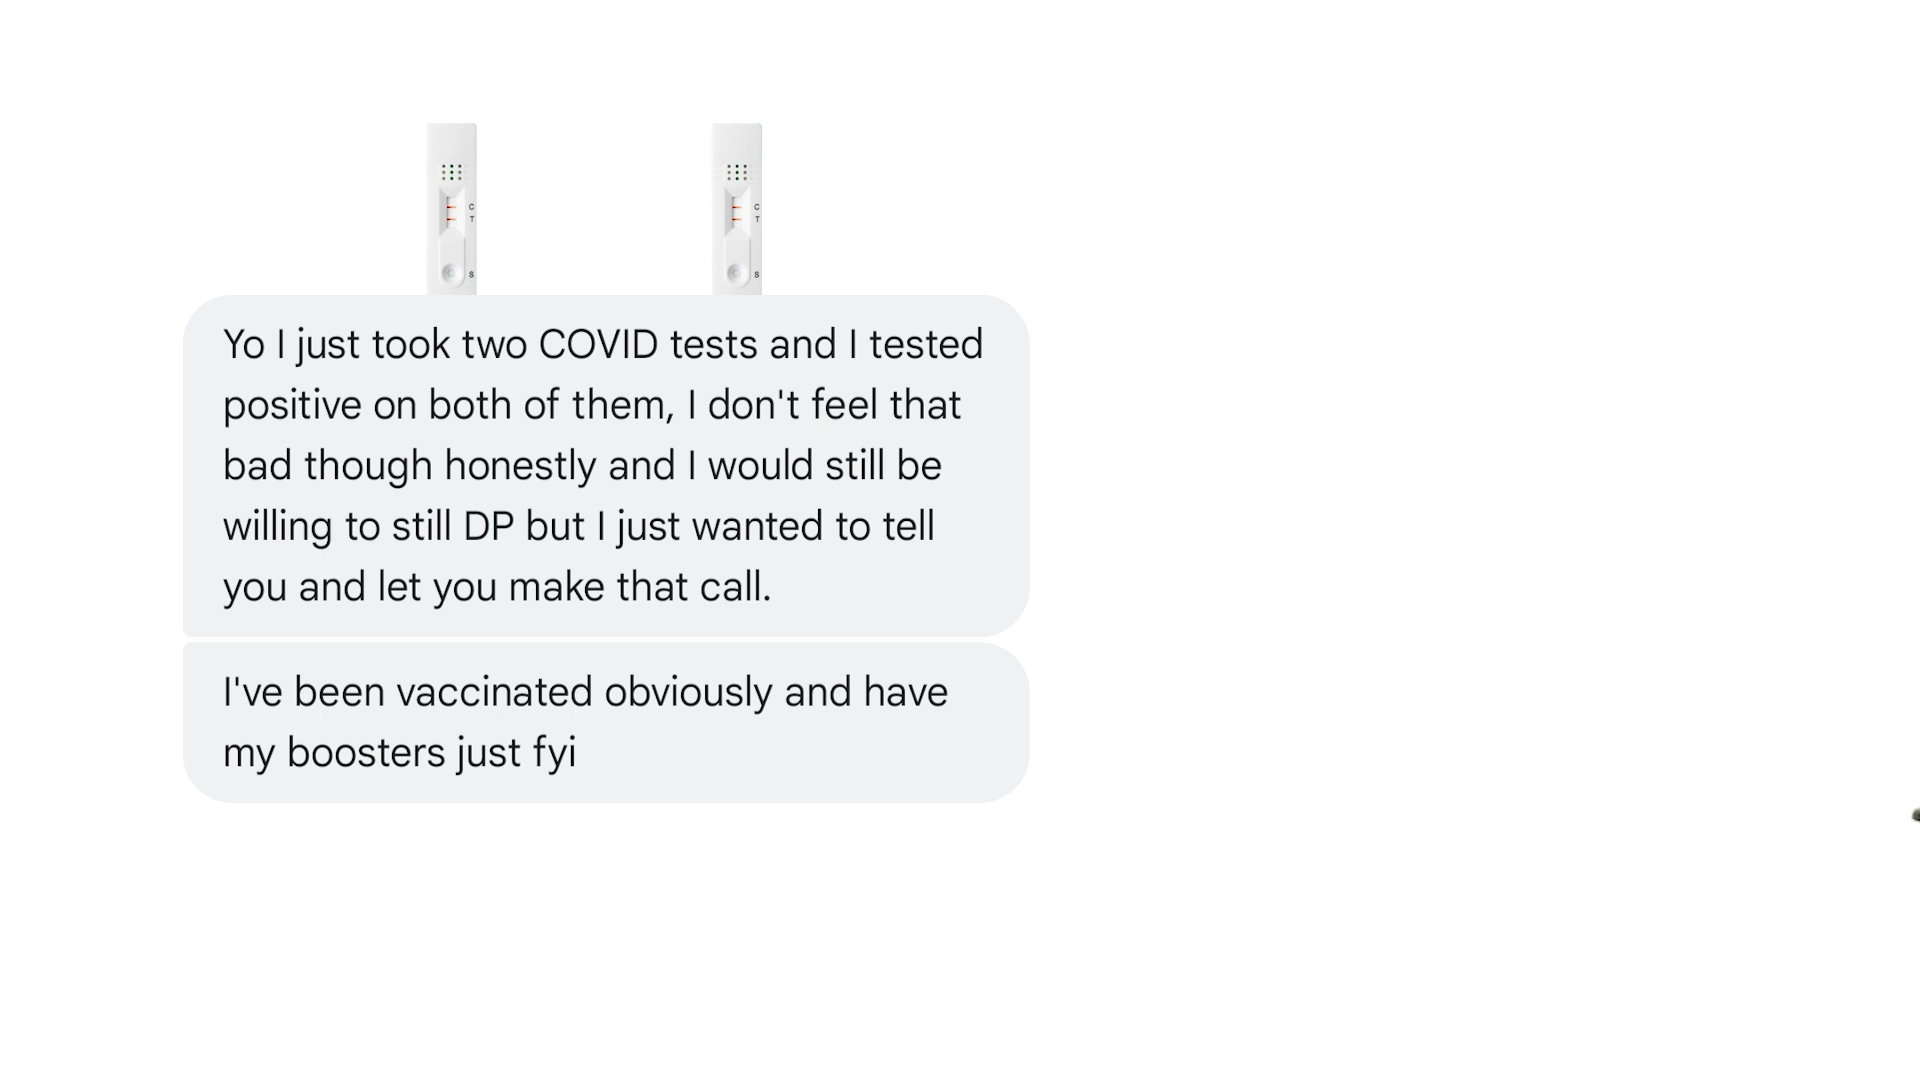 C
T
S
C
T
S
Yo I just took two COVID tests and I tested
positive on both of them, I don't feel that
bad though honestly and I would still be
willing to still DP but I just wanted to tell
you and let you make that call.
I've been vaccinated obviously and have
my boosters just fyi